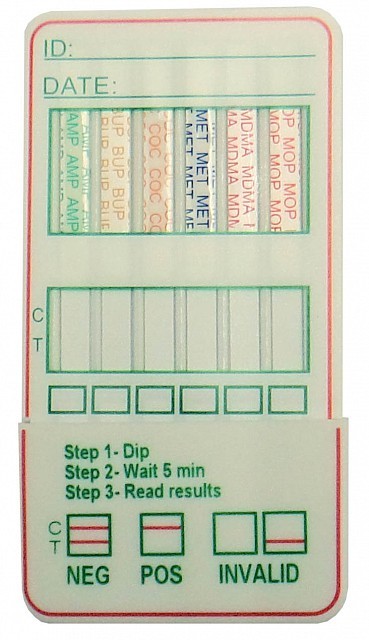 ID:
DATE:
AMP AMP AMP
BUP BUP BUP
COC COC COC
MET MET MET
MDMA MDMA
MOP MOP MOP
C
T
Step 1- Dip
Step 2- Wait 5 min
Step 3- Read results
C
T
NEG POS INVALID